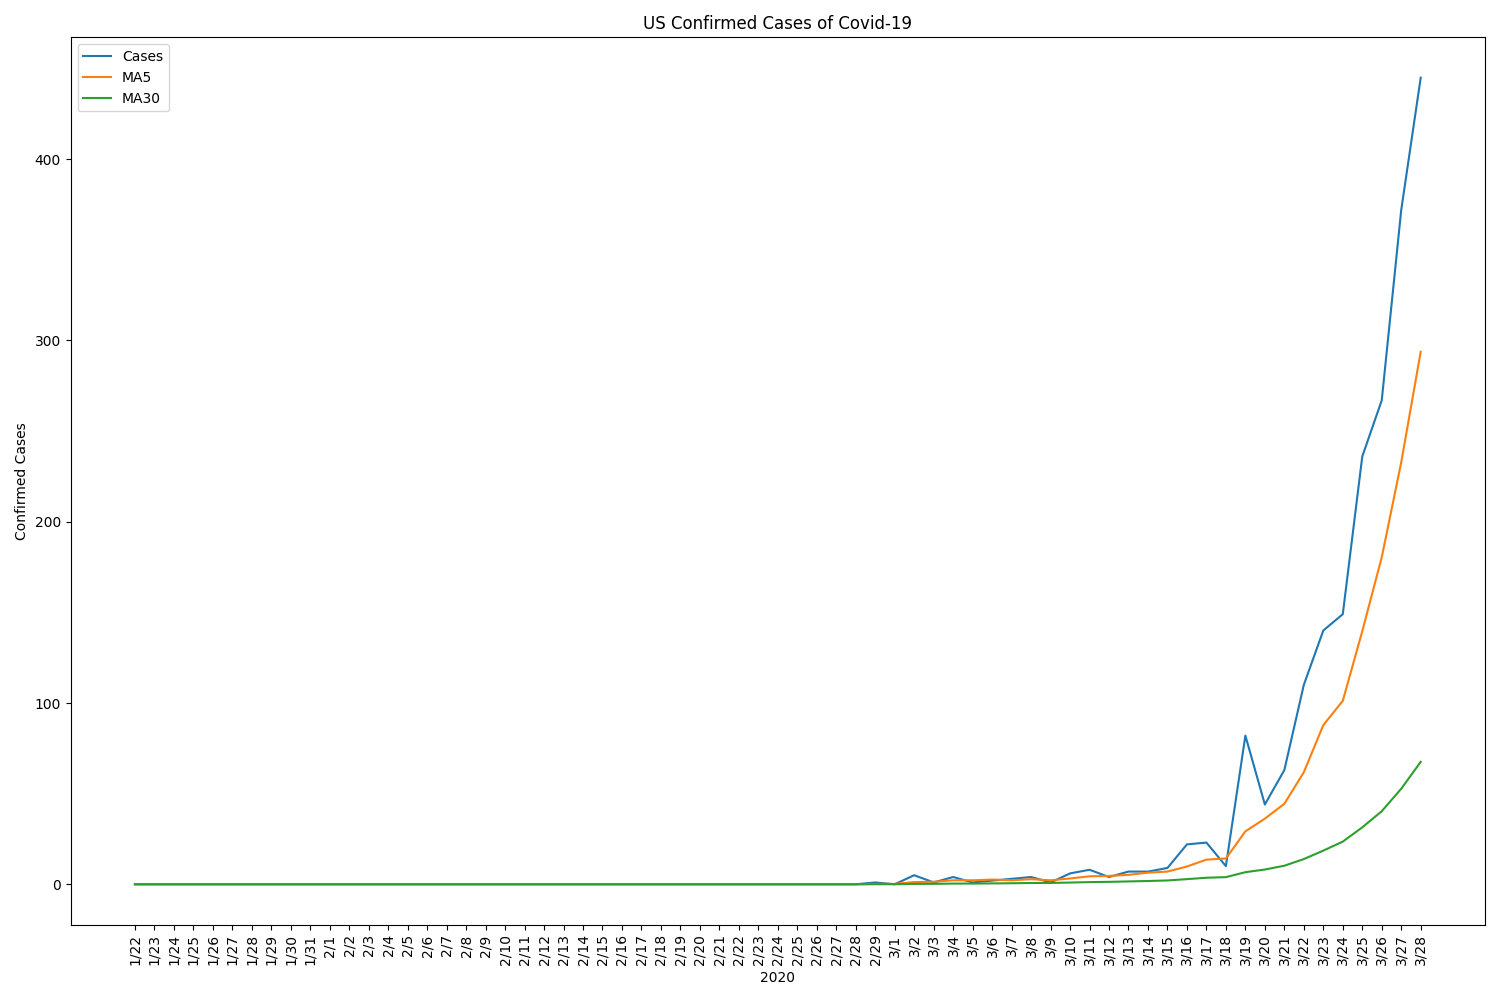 US Confirmed Cases of Covid-19
Cases
MA5
MA30
Confirmed Cases
400
300
200
100
0
1/22 1/23 1/24 1/25 1/26 1/27 1/28 1/29 1/30 1/31 2/1 2/2 2/3 2/4 2/5 2/6 2/7 2/8 2/9 2/10 2/11 2/12 2/13 2/14 2/15 2/16 2/17 2/18 2/19 2/20 2/21 2/22 2/23 2/24 2/25 2/26 2/27 2/28 2/29 3/1 3/2 3/3 3/4 3/5 3/6 3/7 3/8 3/9 3/10 3/11 3/12 3/13 3/14 3/15 3/16 3/17 3/18 3/19 3/20 3/21 3/22 3/23 3/24 3/25 3/26 3/27 3/28
2020